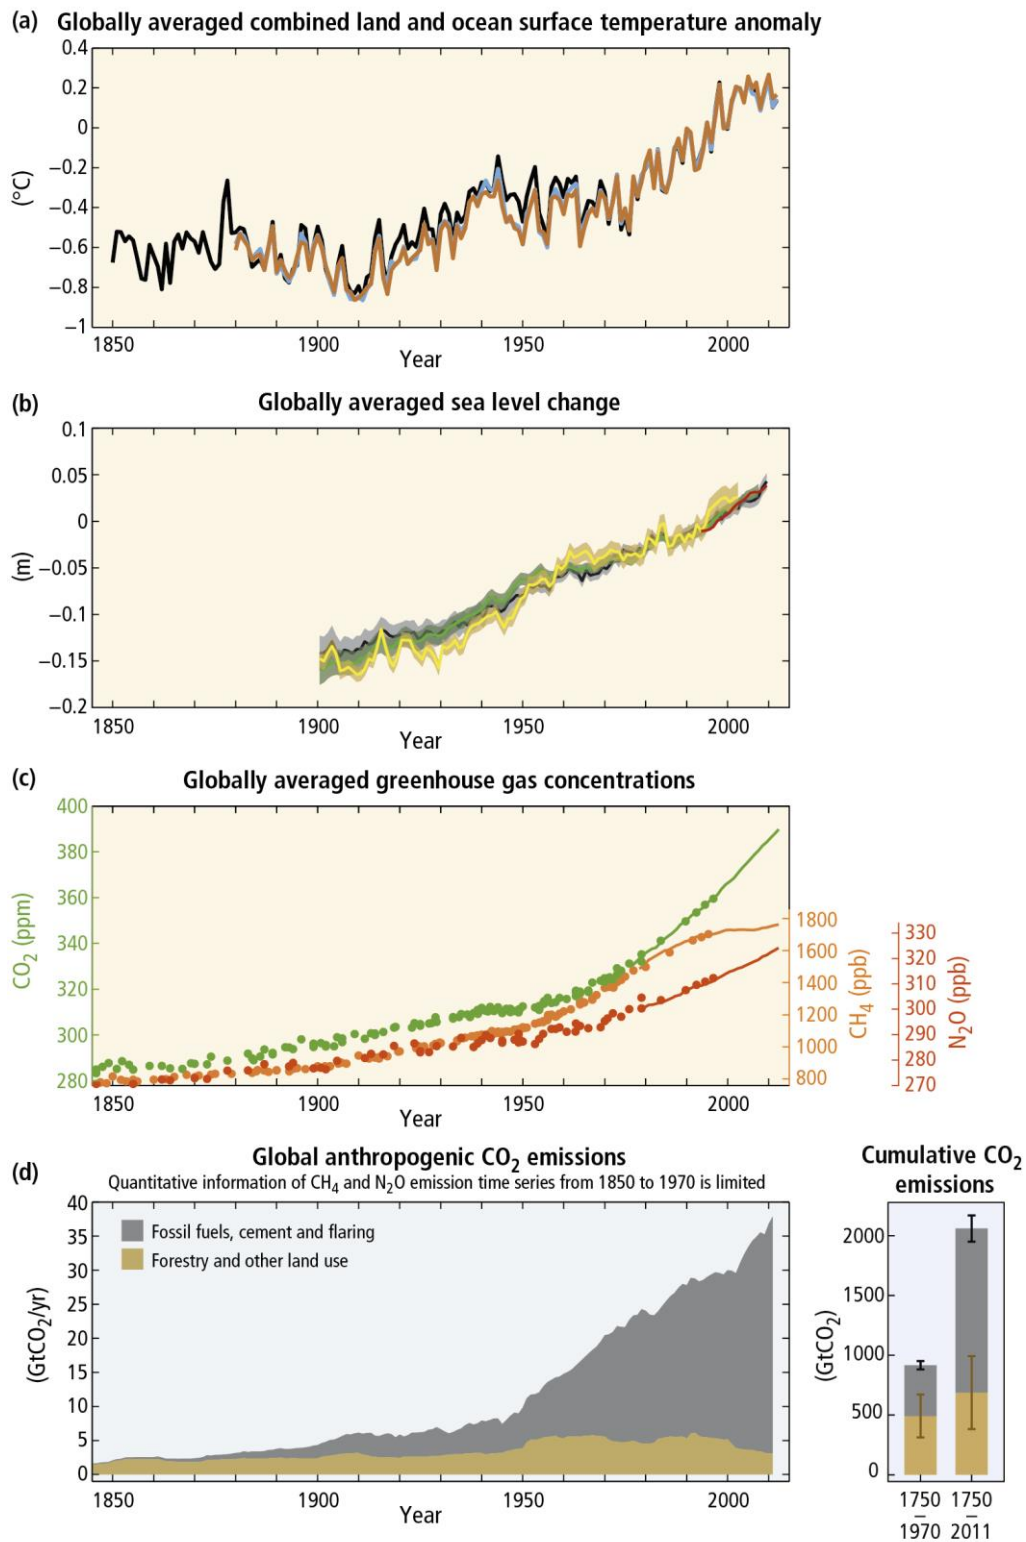 (a) Globally averaged combined land and ocean surface temperature anomaly
0.4
0.2
0
−0.2
−0.4
−0.6
−0.8
−1
(°C)
1850 1900 1950 2000
Year
(b) Globally averaged sea level change
0.1
0.05
0
−0.05
−0.1
−0.15
−0.2
(m)
1850 1900 1950 2000
Year
(c) Globally averaged greenhouse gas concentrations
400
380
360
340
320
300
280
CO₂ (ppm)
1800
1600
1400
1200
1000
800
CH₄ (ppb)
330
320
310
300
290
280
270
N₂O (ppb)
1850 1900 1950 2000
Year
(d) Global anthropogenic CO₂ emissions
Quantitative information of CH₄ and N₂O emission time series from 1850 to 1970 is limited
40
35
30
25
20
15
10
5
0
(GtCO₂/yr)
Fossil fuels, cement and flaring
Forestry and other land use
1850 1900 1950 2000
Year
Cumulative CO₂
emissions
2000
1500
1000
500
0
(GtCO₂)
1750 1750
– –
1970 2011